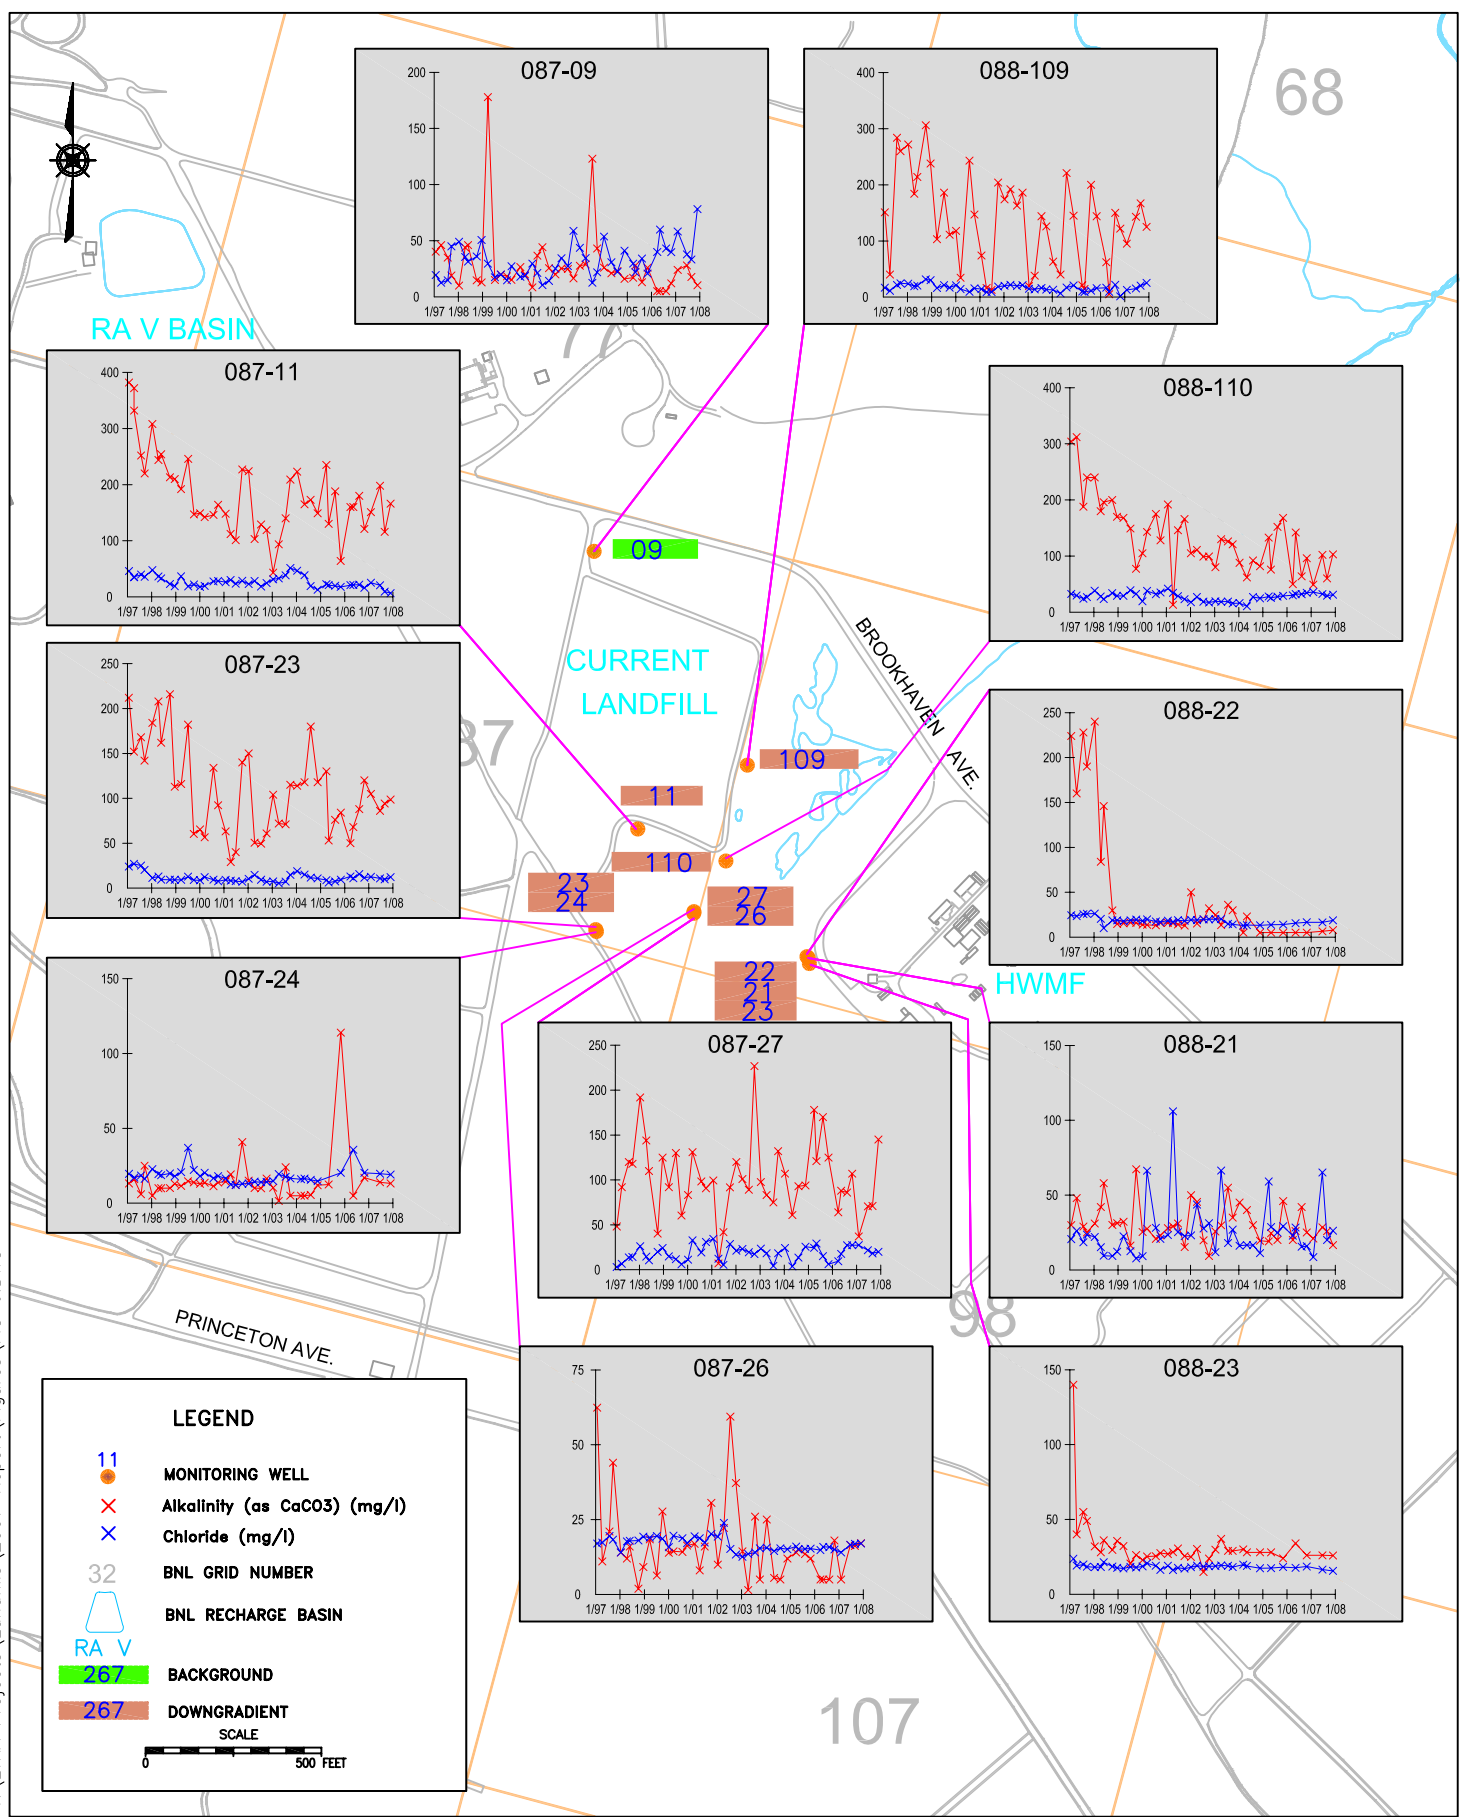 68
77
87
98
107
RA V BASIN
CURRENT
LANDFILL
BROOKHAVEN AVE.
PRINCETON AVE.
HWMF
09
109
11
110
23
24
27
26
22
21
23
087-09
200
150
100
50
0
1/97 1/98 1/99 1/00 1/01 1/02 1/03 1/04 1/05 1/06 1/07 1/08
088-109
400
300
200
100
0
1/97 1/98 1/99 1/00 1/01 1/02 1/03 1/04 1/05 1/06 1/07 1/08
087-11
400
300
200
100
0
1/97 1/98 1/99 1/00 1/01 1/02 1/03 1/04 1/05 1/06 1/07 1/08
088-110
400
300
200
100
0
1/97 1/98 1/99 1/00 1/01 1/02 1/03 1/04 1/05 1/06 1/07 1/08
087-23
250
200
150
100
50
0
1/97 1/98 1/99 1/00 1/01 1/02 1/03 1/04 1/05 1/06 1/07 1/08
088-22
250
200
150
100
50
0
1/97 1/98 1/99 1/00 1/01 1/02 1/03 1/04 1/05 1/06 1/07 1/08
087-24
150
100
50
0
1/97 1/98 1/99 1/00 1/01 1/02 1/03 1/04 1/05 1/06 1/07 1/08
087-27
250
200
150
100
50
0
1/97 1/98 1/99 1/00 1/01 1/02 1/03 1/04 1/05 1/06 1/07 1/08
088-21
150
100
50
0
1/97 1/98 1/99 1/00 1/01 1/02 1/03 1/04 1/05 1/06 1/07 1/08
087-26
75
50
25
0
1/97 1/98 1/99 1/00 1/01 1/02 1/03 1/04 1/05 1/06 1/07 1/08
088-23
150
100
50
0
1/97 1/98 1/99 1/00 1/01 1/02 1/03 1/04 1/05 1/06 1/07 1/08
LEGEND
11
MONITORING WELL
Alkalinity (as CaCO3) (mg/l)
Chloride (mg/l)
32 BNL GRID NUMBER
BNL RECHARGE BASIN
RA V
267 BACKGROUND
267 DOWNGRADIENT
SCALE
0 500 FEET